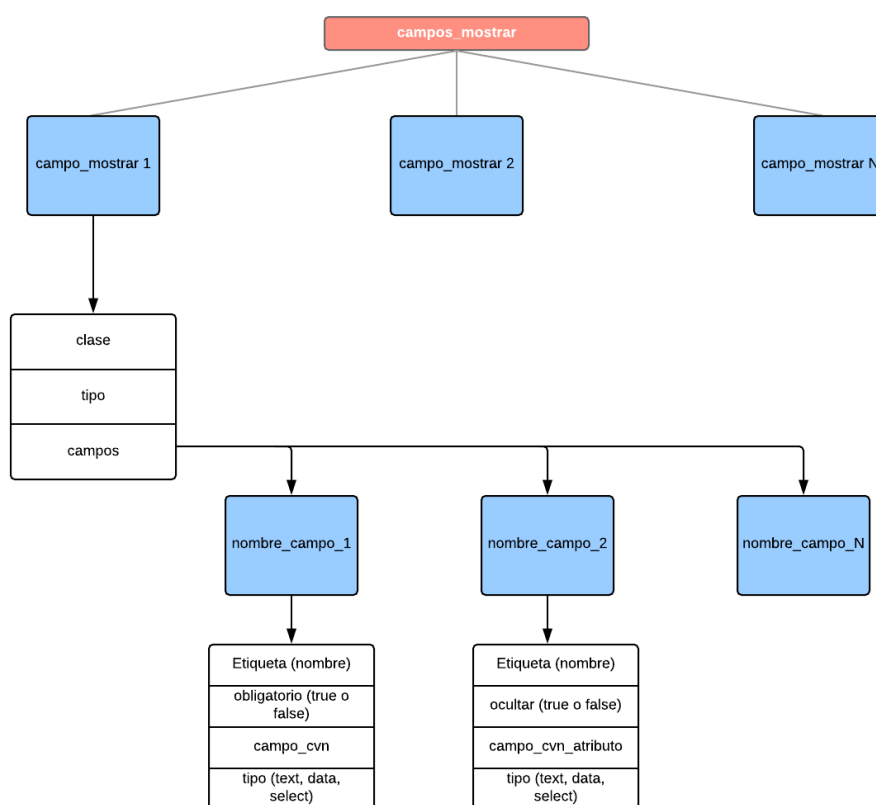 campos_mostrar
campo_mostrar 1
campo_mostrar 2
campo_mostrar N
clase
tipo
campos
nombre_campo_1
nombre_campo_2
nombre_campo_N
Etiqueta (nombre)
obligatorio (true o
false)
campo_cvn
tipo (text, data,
select)
Etiqueta (nombre)
ocultar (true o false)
campo_cvn_atributo
tipo (text, data,
select)